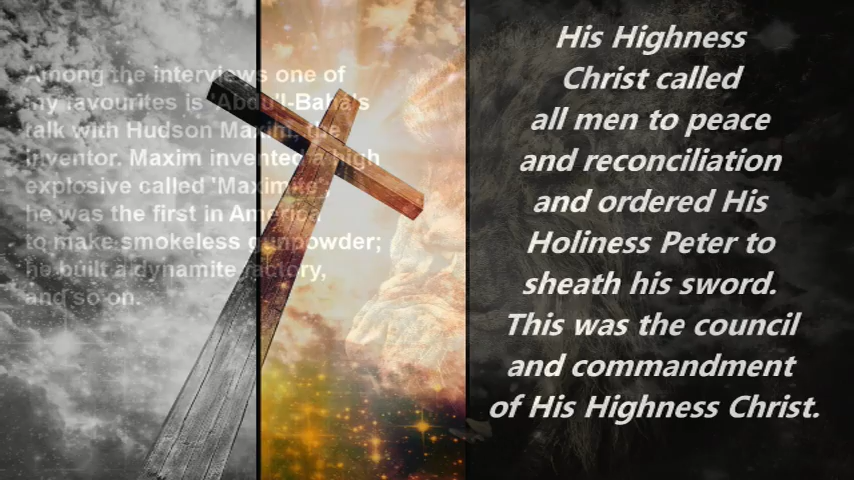 Among the interviews one of
my favourites is 'Abdu'l-Bahá's
talk with Hudson Maxim, the
inventor. Maxim invented a high
explosive called 'Maximite',
he was the first in America
to make smokeless gunpowder;
he built a dynamite factory,
and so on.
His Highness
Christ called
all men to peace
and reconciliation
and ordered His
Holiness Peter to
sheath his sword.
This was the council
and commandment
of His Highness Christ.